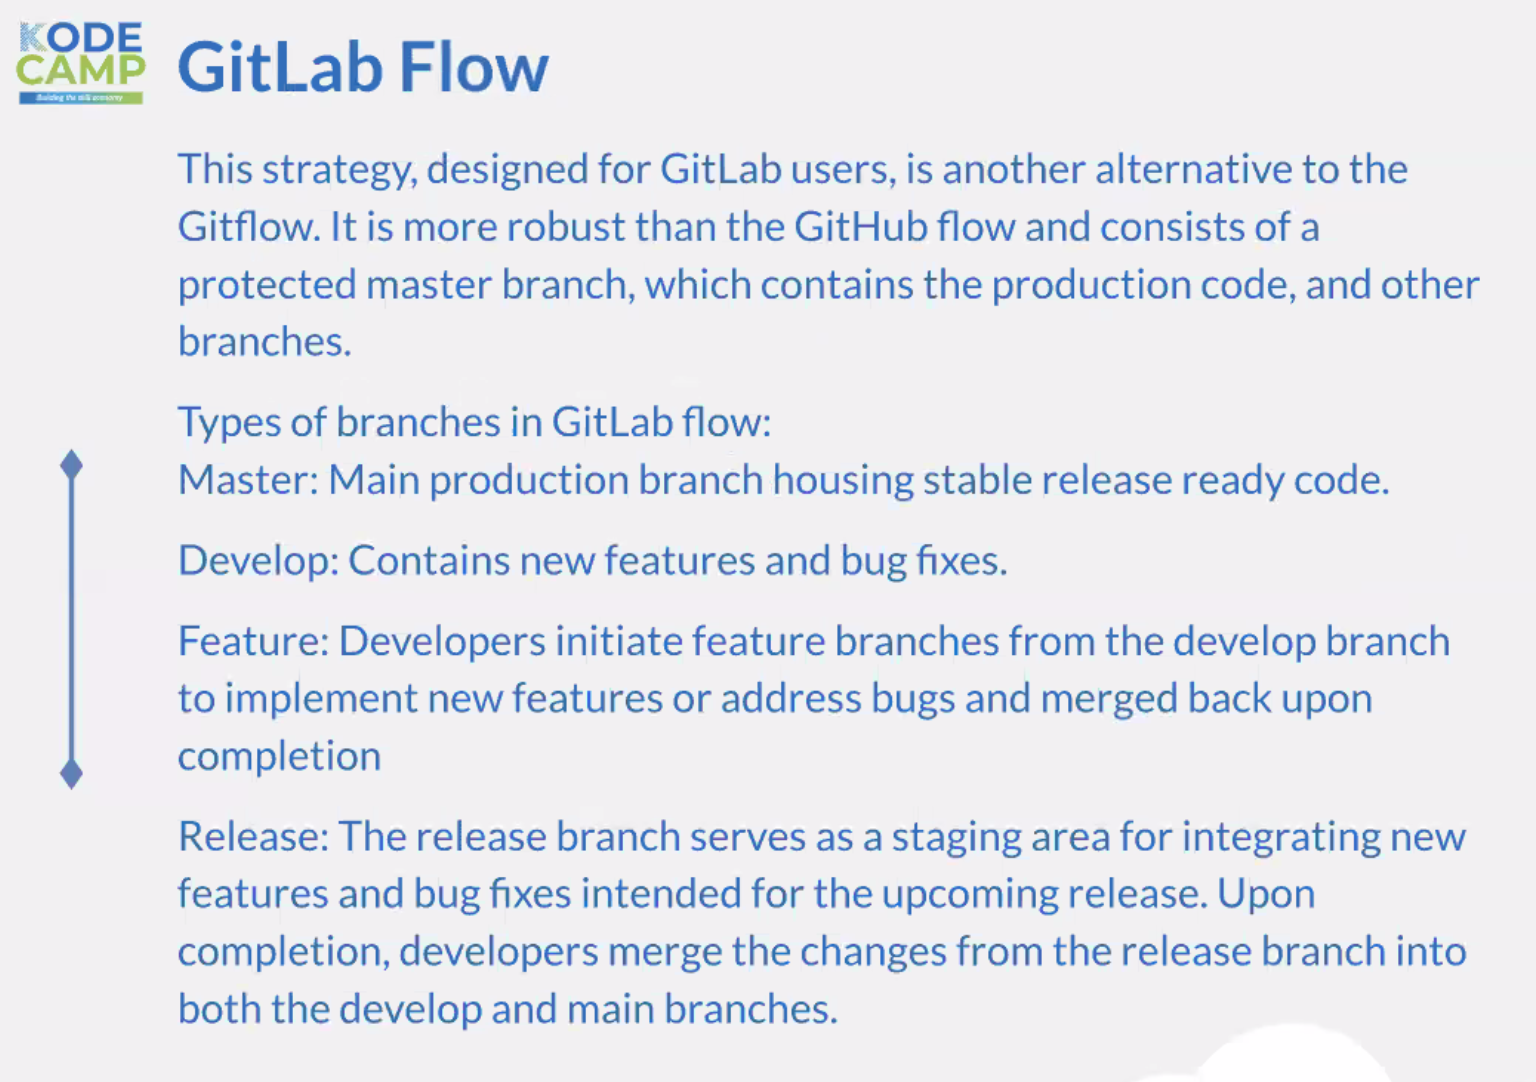 KODE
CAMP
Building the skill economy
GitLab Flow
This strategy, designed for GitLab users, is another alternative to the
Gitflow. It is more robust than the GitHub flow and consists of a
protected master branch, which contains the production code, and other
branches.
Types of branches in GitLab flow:
Master: Main production branch housing stable release ready code.
Develop: Contains new features and bug fixes.
Feature: Developers initiate feature branches from the develop branch
to implement new features or address bugs and merged back upon
completion
Release: The release branch serves as a staging area for integrating new
features and bug fixes intended for the upcoming release. Upon
completion, developers merge the changes from the release branch into
both the develop and main branches.